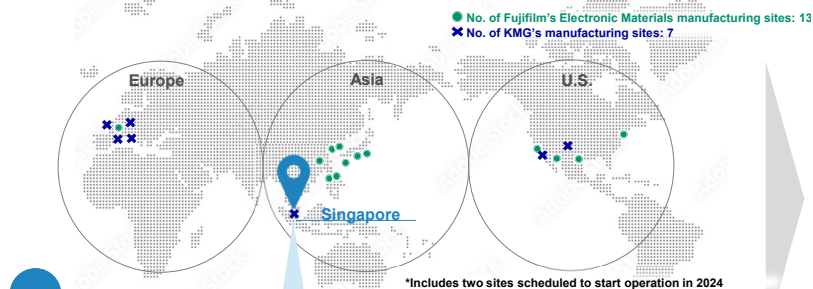 No. of Fujifilm's Electronic Materials manufacturing sites: 13
No. of KMG's manufacturing sites: 7
Europe
Asia
U.S.
Singapore
*Includes two sites scheduled to start operation in 2024